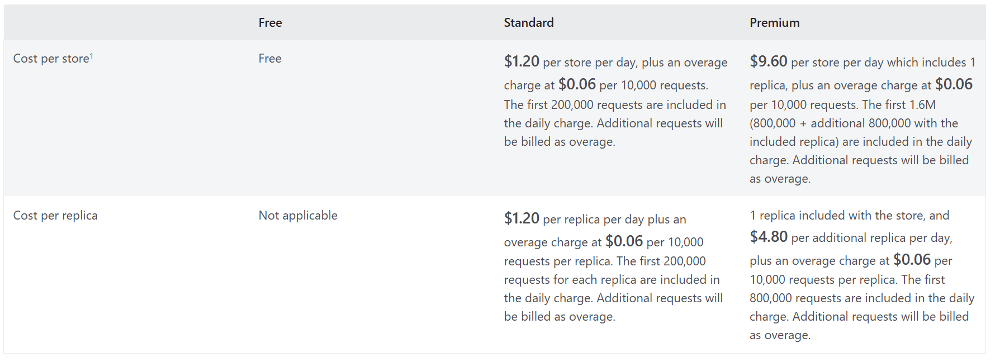 Free Standard Premium
Cost per store¹
Free
$1.20 per store per day, plus an overage
charge at $0.06 per 10,000 requests.
The first 200,000 requests are included in
the daily charge. Additional requests will
be billed as overage.
$9.60 per store per day which includes 1
replica, plus an overage charge at $0.06
per 10,000 requests. The first 1.6M
(800,000 + additional 800,000 with the
included replica) are included in the daily
charge. Additional requests will be billed
as overage.
Cost per replica
Not applicable
$1.20 per replica per day plus an
overage charge at $0.06 per 10,000
requests per replica. The first 200,000
requests for each replica are included in
the daily charge. Additional requests will
be billed as overage.
1 replica included with the store, and
$4.80 per additional replica per day,
plus an overage charge at $0.06 per
10,000 requests per replica. The first
800,000 requests are included in the daily
charge. Additional requests will be billed
as overage.